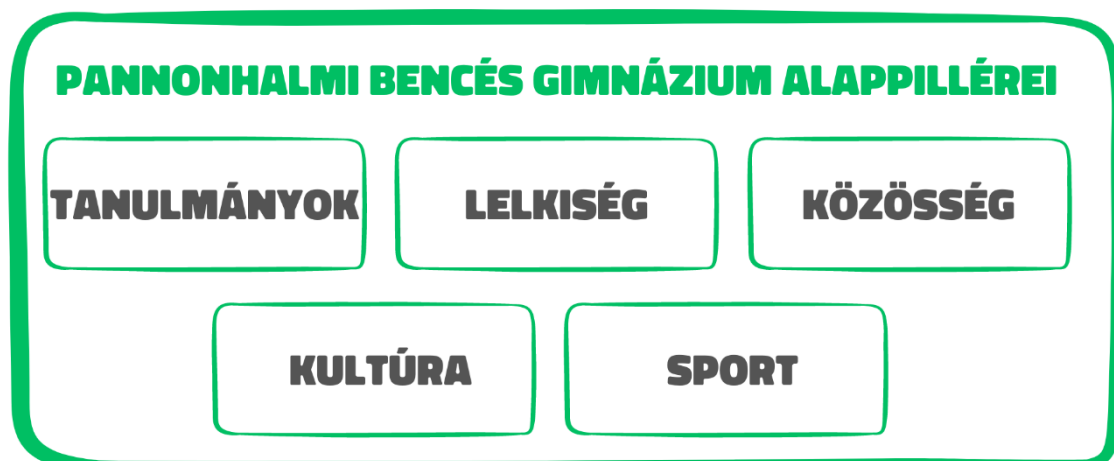 PANNONHALMI BENCÉS GIMNÁZIUM ALAPPILLÉREI
TANULMÁNYOK
LELKISÉG
KÖZÖSSÉG
KULTÚRA
SPORT